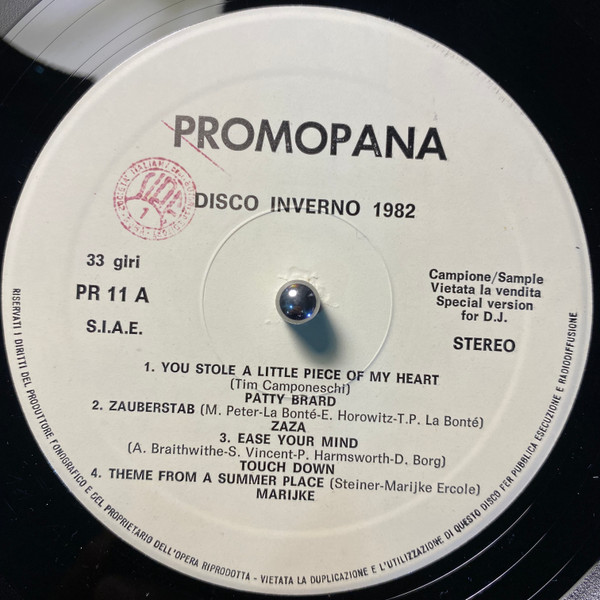 PROMOPANA
DISCO INVERNO 1982
33 giri
PR 11 A
S.I.A.E.
Campione/Sample
Vietata la vendita
Special version
for D.J.
STEREO
1. YOU STOLE A LITTLE PIECE OF MY HEART
(Tim Camponeschi)
PATTY BRARD
2. ZAUBERSTAB (M. Peter-La Bonté-E. Horowitz-T.P. La Bonté)
ZAZA
3. EASE YOUR MIND
(A. Braithwithe-S. Vincent-P. Harmsworth-D. Borg)
TOUCH DOWN
4. THEME FROM A SUMMER PLACE (Steiner-Marijke Ercole)
MARIJKE
RISERVATI I DIRITTI DEL PRODUTTORE FONOGRAFICO E DEL PROPRIETARIO DELL'OPERA RIPRODOTTA - VIETATA LA DUPLICAZIONE E L'UTILIZZAZIONE DI QUESTO DISCO PER PUBBLICA ESECUZIONE E RADIODIFFUSIONE